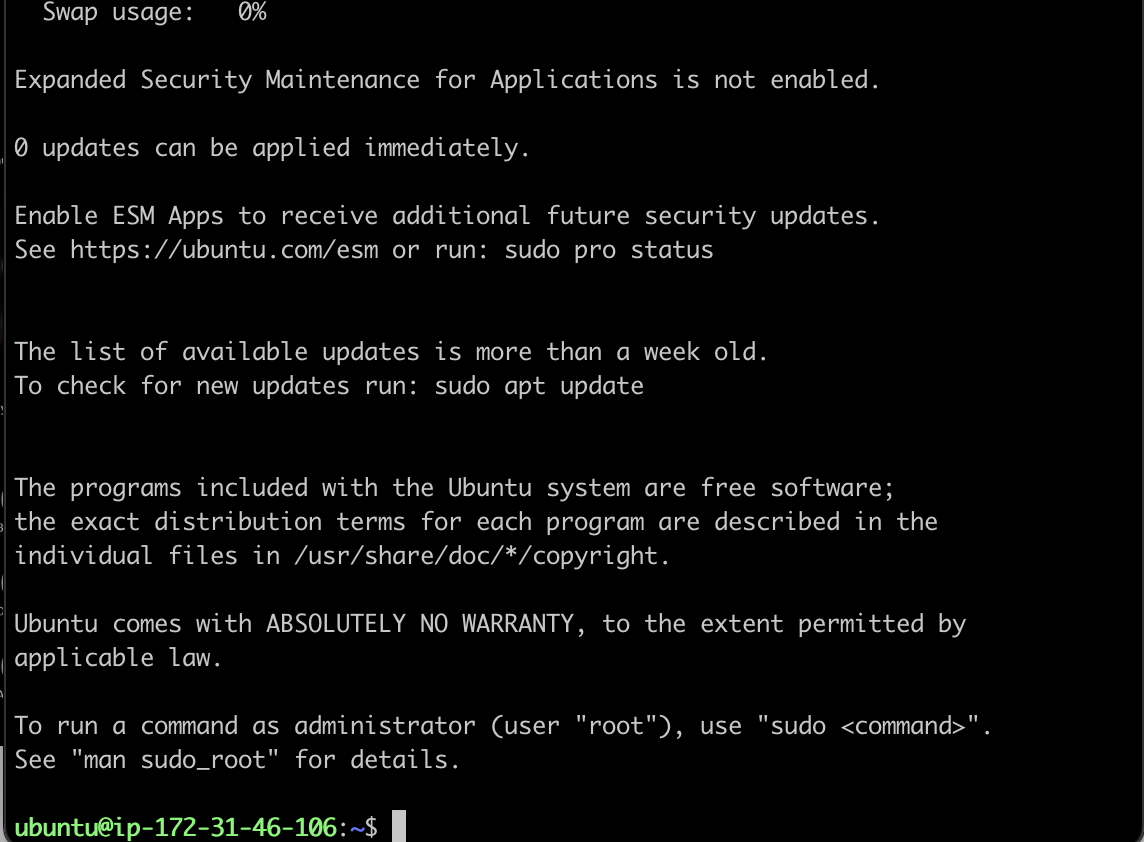 Swap usage:   0%
Expanded Security Maintenance for Applications is not enabled.
0 updates can be applied immediately.
Enable ESM Apps to receive additional future security updates.
See https://ubuntu.com/esm or run: sudo pro status
The list of available updates is more than a week old.
To check for new updates run: sudo apt update
The programs included with the Ubuntu system are free software;
the exact distribution terms for each program are described in the
individual files in /usr/share/doc/*/copyright.
Ubuntu comes with ABSOLUTELY NO WARRANTY, to the extent permitted by
applicable law.
To run a command as administrator (user "root"), use "sudo <command>".
See "man sudo_root" for details.
ubuntu@ip-172-31-46-106:~$